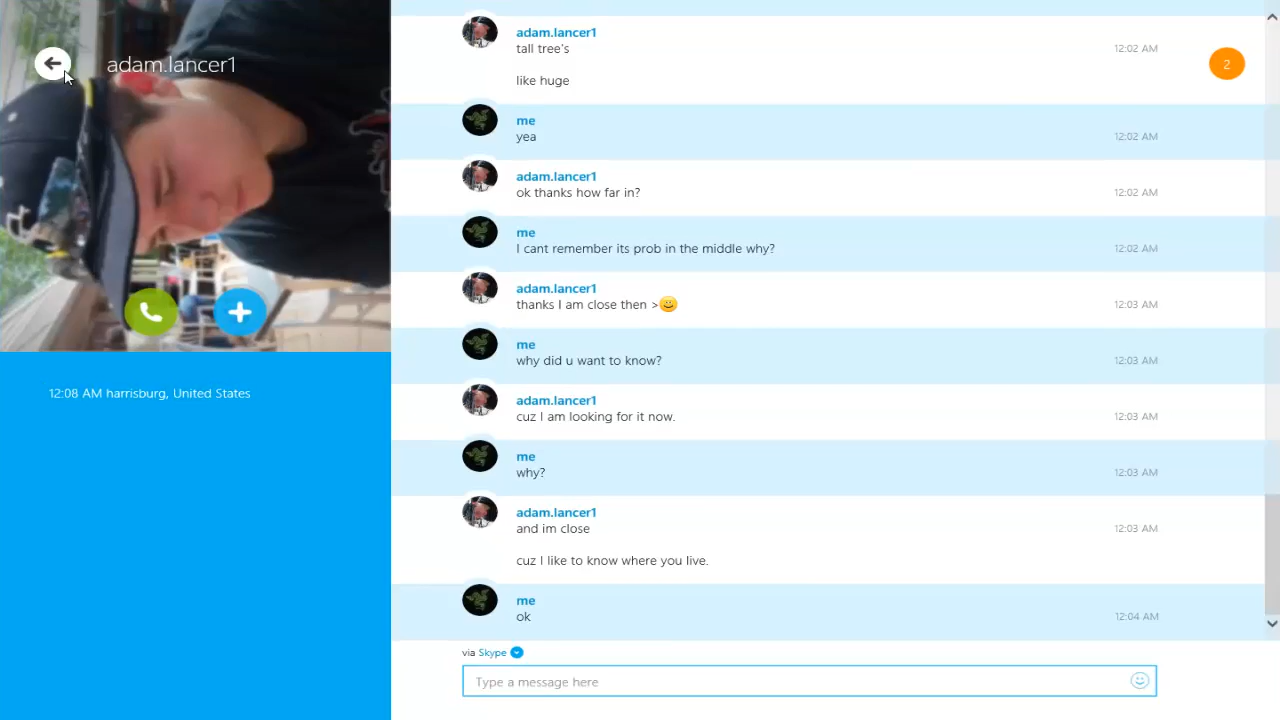 adam.lancer1
12:08 AM harrisburg, United States
2
adam.lancer1
tall tree's
12:02 AM
like huge
me
yea
12:02 AM
adam.lancer1
ok thanks how far in?
12:02 AM
me
I cant remember its prob in the middle why?
12:02 AM
adam.lancer1
thanks I am close then >
12:03 AM
me
why did u want to know?
12:03 AM
adam.lancer1
cuz I am looking for it now.
12:03 AM
me
why?
12:03 AM
adam.lancer1
and im close
12:03 AM
cuz I like to know where you live.
me
ok
12:04 AM
via Skype
Type a message here